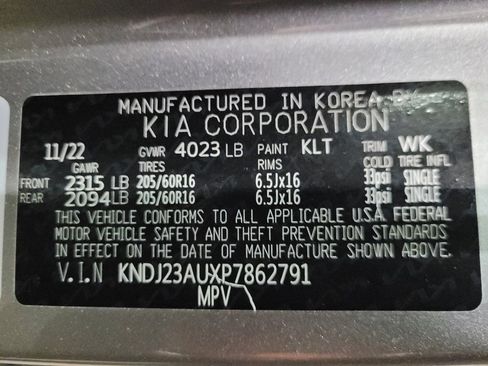 MANUFACTURED IN KOREA BY
KIA CORPORATION
11/22 GVWR 4023 LB PAINT KLT TRIM WK
GAWR TIRES RIMS COLD TIRE INFL
FRONT 2315 LB 205/60R16 6.5Jx16 33psi SINGLE
REAR 2094 LB 205/60R16 6.5Jx16 33psi SINGLE
THIS VEHICLE CONFORMS TO ALL APPLICABLE U.S.A. FEDERAL
MOTOR VEHICLE SAFETY AND THEFT PREVENTION STANDARDS
IN EFFECT ON THE DATE OF MANUFACTURE SHOWN ABOVE.
V.I.N KNDJ23AUXP7862791
MPV